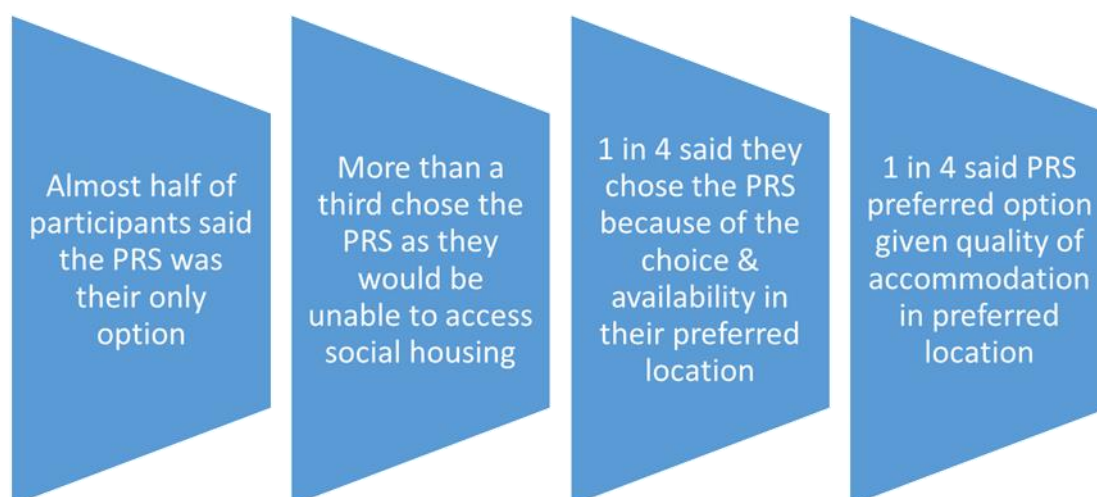 Almost half of
participants said
the PRS was
their only
option
More than a
third chose the
PRS as they
would be
unable to access
social housing
1 in 4 said they
chose the PRS
because of the
choice &
availability in
their preferred
location
1 in 4 said PRS
preferred option
given quality of
accommodation
in preferred
location